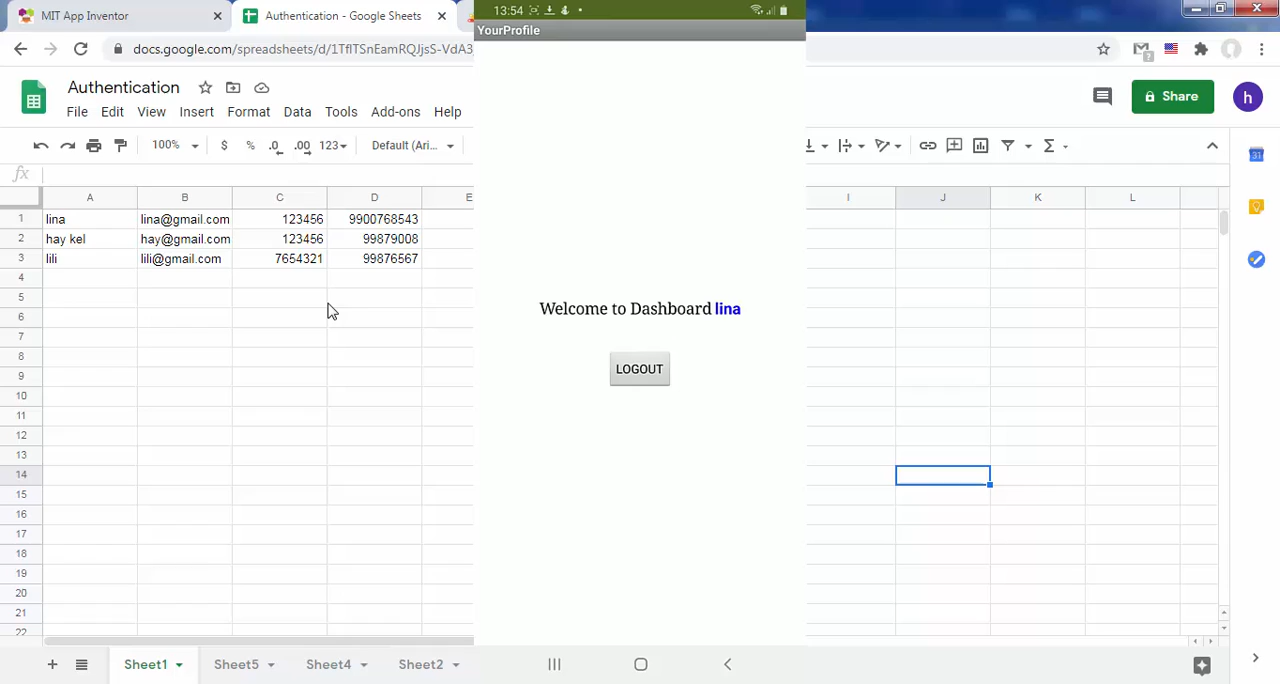 MIT App Inventor
Authentication - Google Sheets
docs.google.com/spreadsheets/d/1TflTSnEamRQJjsS-VdA3
Authentication
File Edit View Insert Format Data Tools Add-ons Help
Share
h
100% $ % .0 .00 123 Default (Ari...
fx
A B C D E I J K L
1 lina lina@gmail.com 123456 9900768543
2 hay kel hay@gmail.com 123456 99879008
3 lili lili@gmail.com 7654321 99876567
4
5
6
7
8
9
10
11
12
13
14
15
16
17
18
19
20
21
22
Sheet1 Sheet5 Sheet4 Sheet2
13:54
YourProfile
Welcome to Dashboard lina
LOGOUT
31